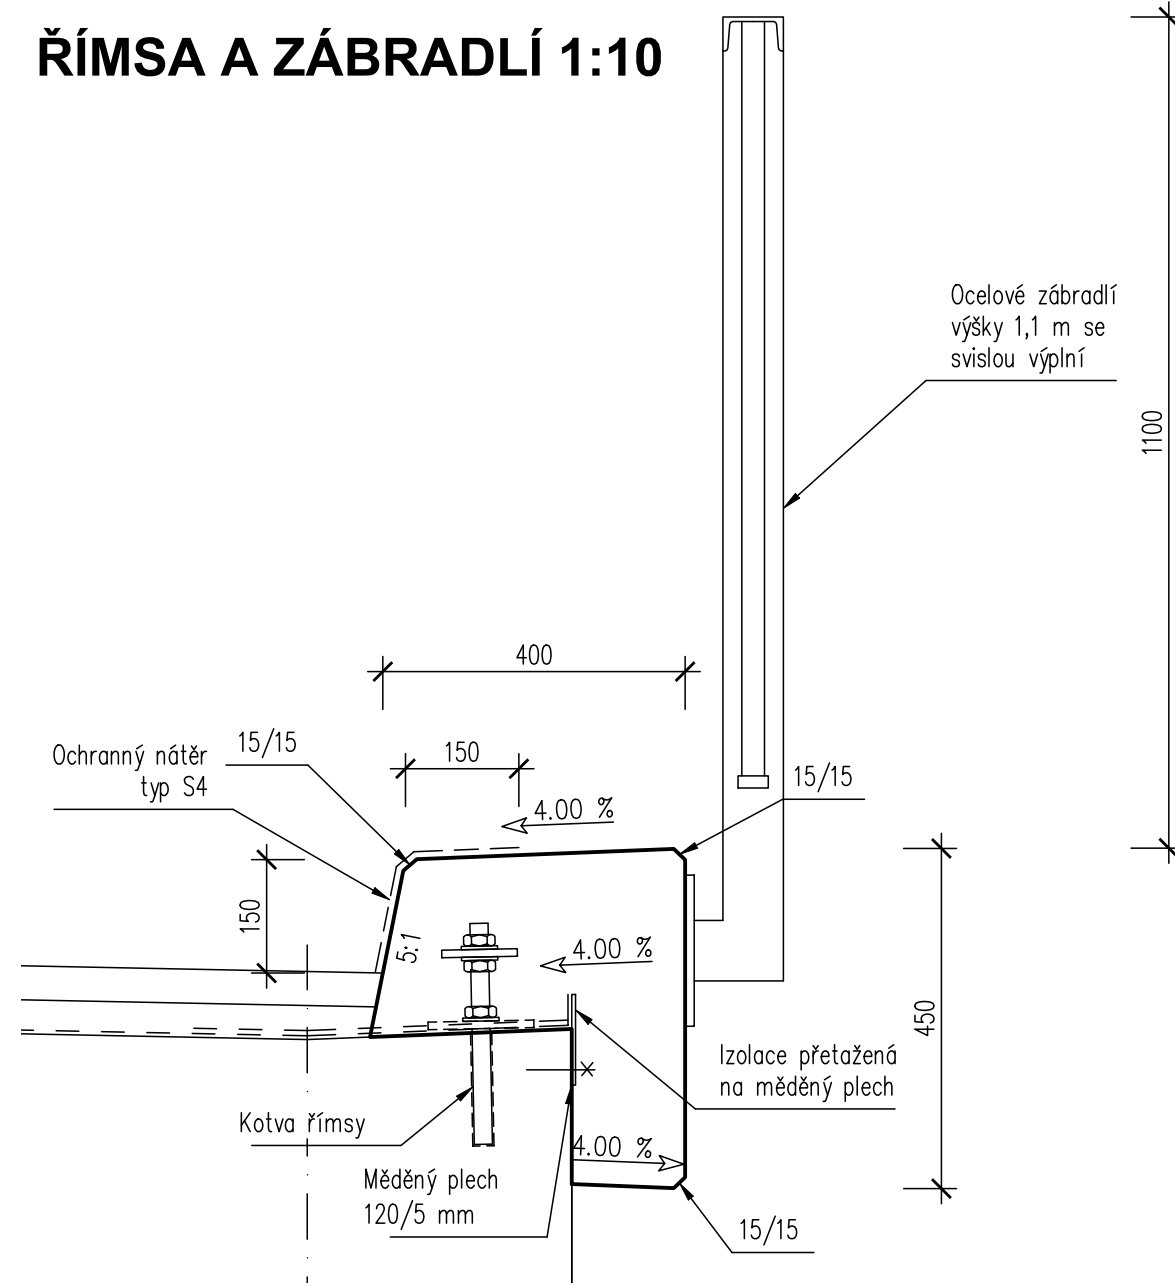 ŘÍMSA A ZÁBRADLÍ 1:10
Ocelové zábradlí
výšky 1,1 m se
svislou výplní
1100
400
150
Ochranný nátěr
typ S4
15/15
15/15
4.00 %
150
5:1
4.00 %
450
Izolace přetažená
na měděný plech
Kotva římsy
4.00 %
Měděný plech
120/5 mm
15/15